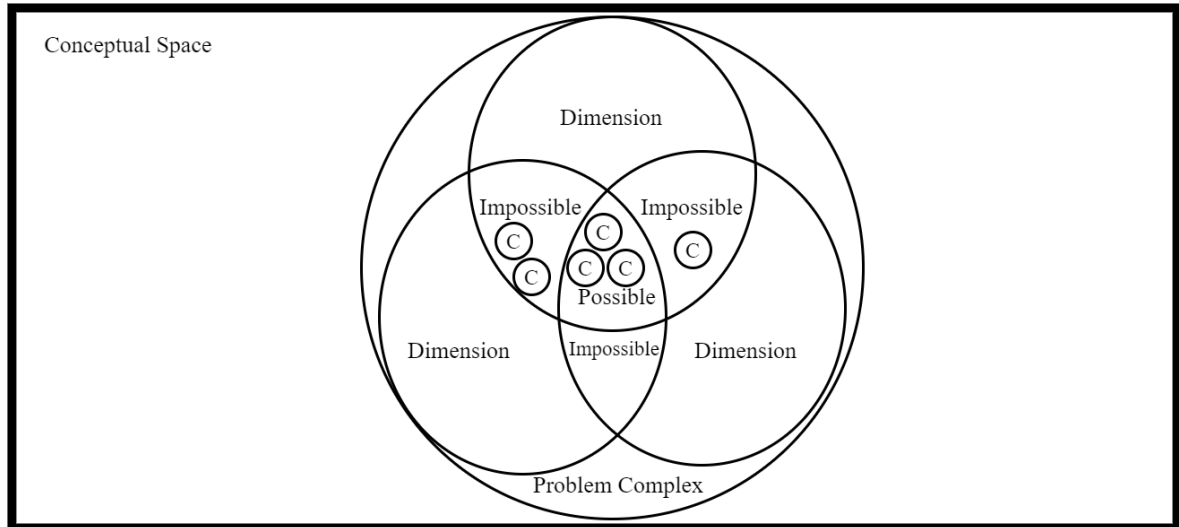 Conceptual Space
Dimension
Impossible
Impossible
C
C
C
C
C
C
Possible
Dimension
Impossible
Dimension
Problem Complex